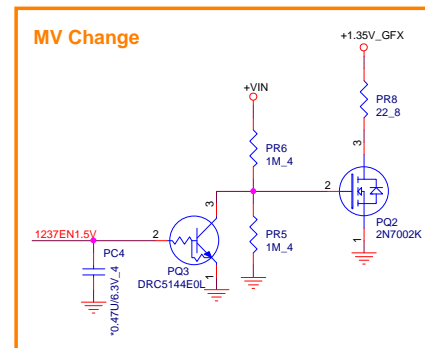 MV Change
+1.35V_GFX
+VIN
PR8
22_8
PR6
1M_4
3
3
2
PQ2
2N7002K
1237EN1.5V
2
PR5
1M_4
1
PC4
*0.47U/6.3V_4
PQ3
DRC5144E0L
1